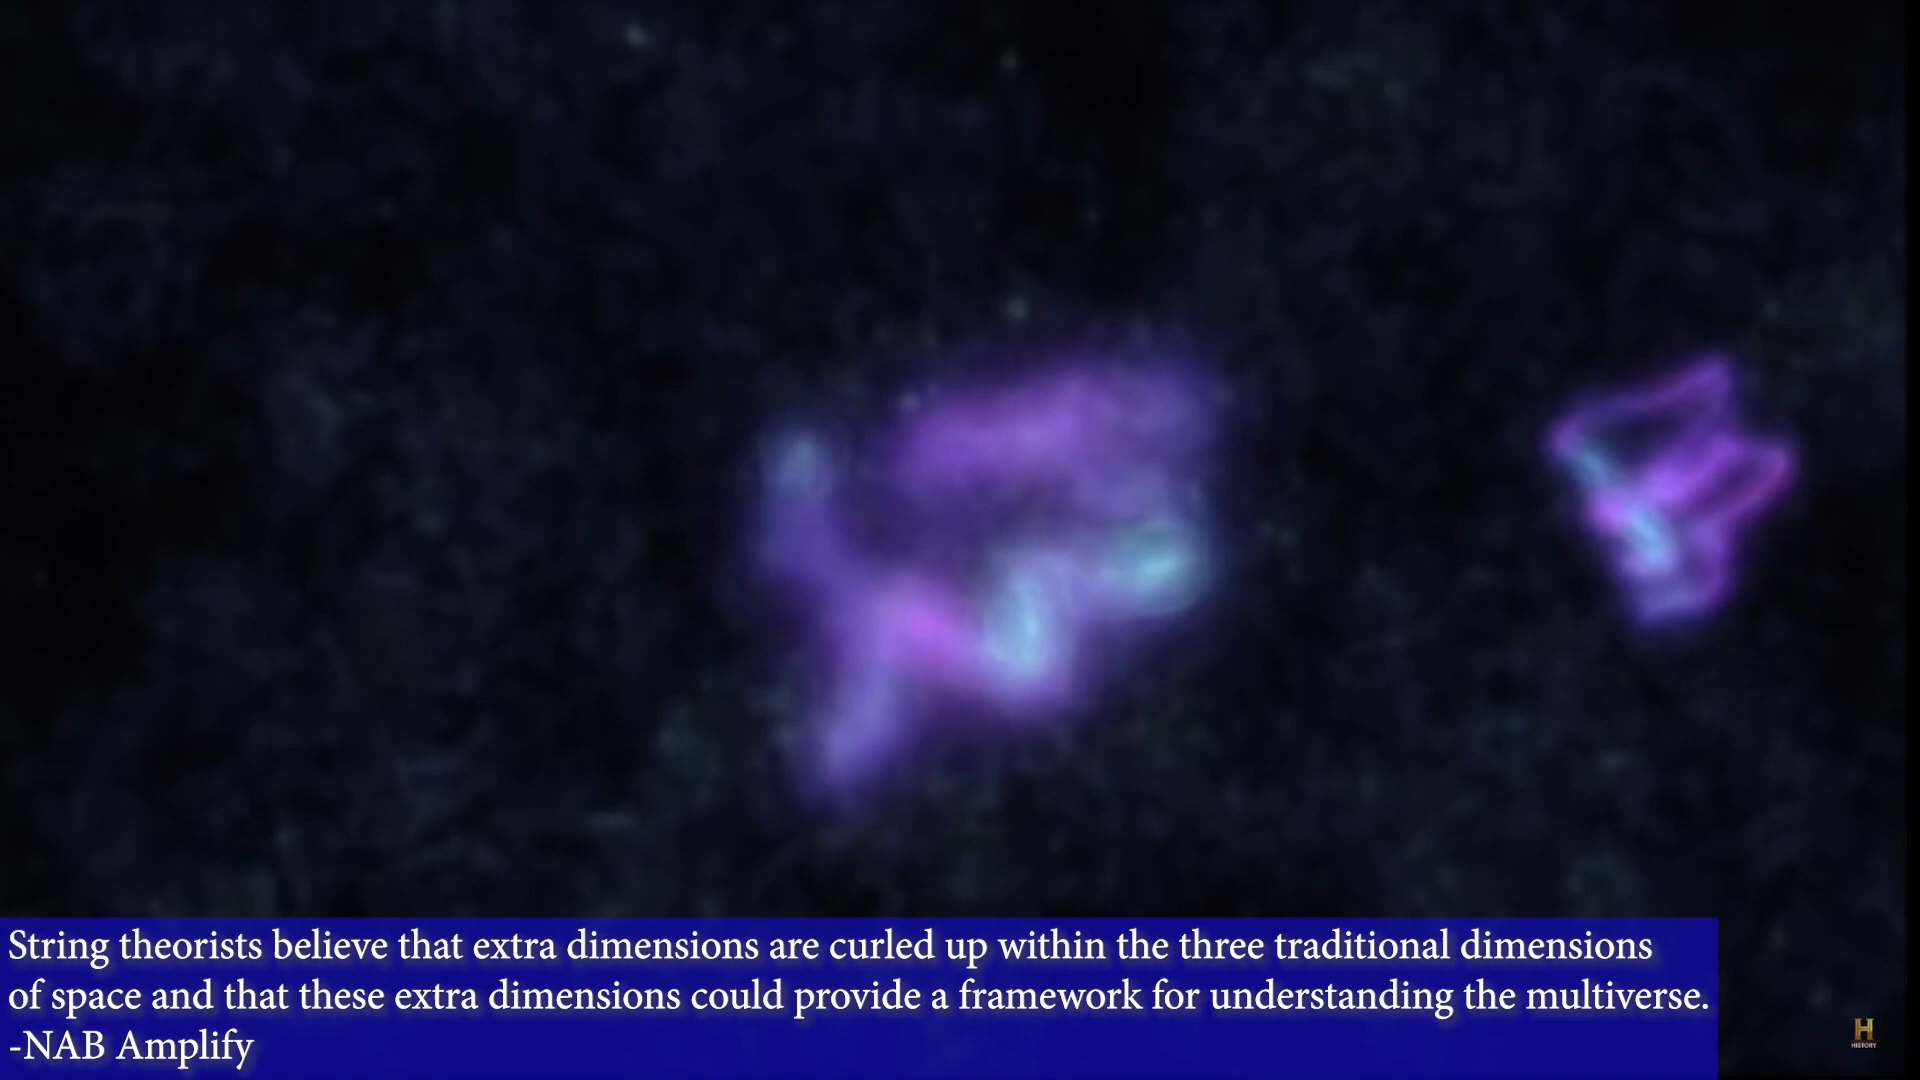 String theorists believe that extra dimensions are curled up within the three traditional dimensions
of space and that these extra dimensions could provide a framework for understanding the multiverse.
-NAB Amplify
H
HISTORY